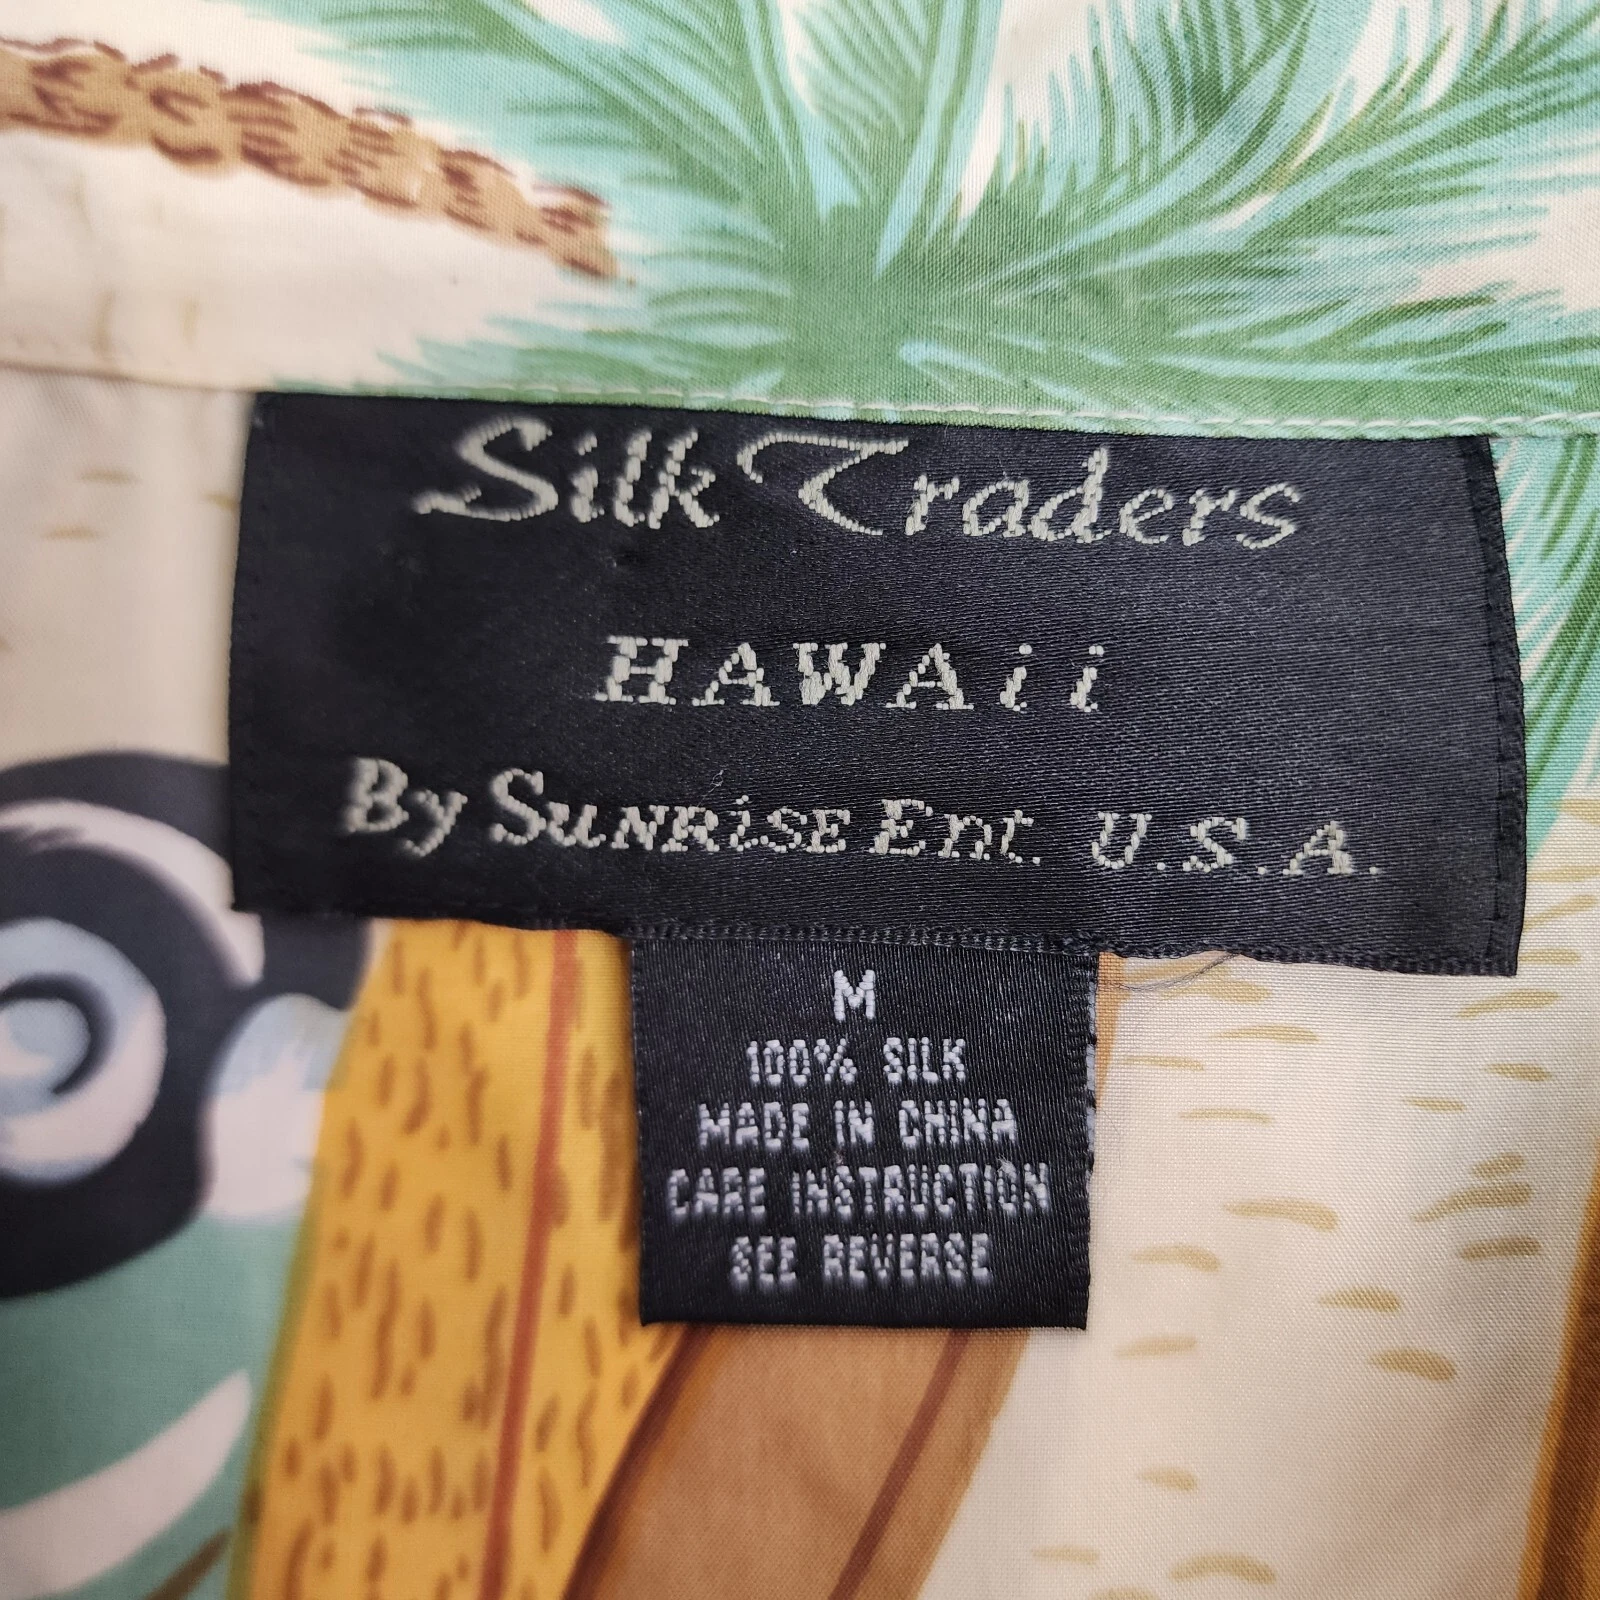 Silk Traders
HAWAii
By SUNRiSE Ent. U.S.A.
M
100% SILK
MADE IN CHINA
CARE INSTRUCTION
SEE REVERSE